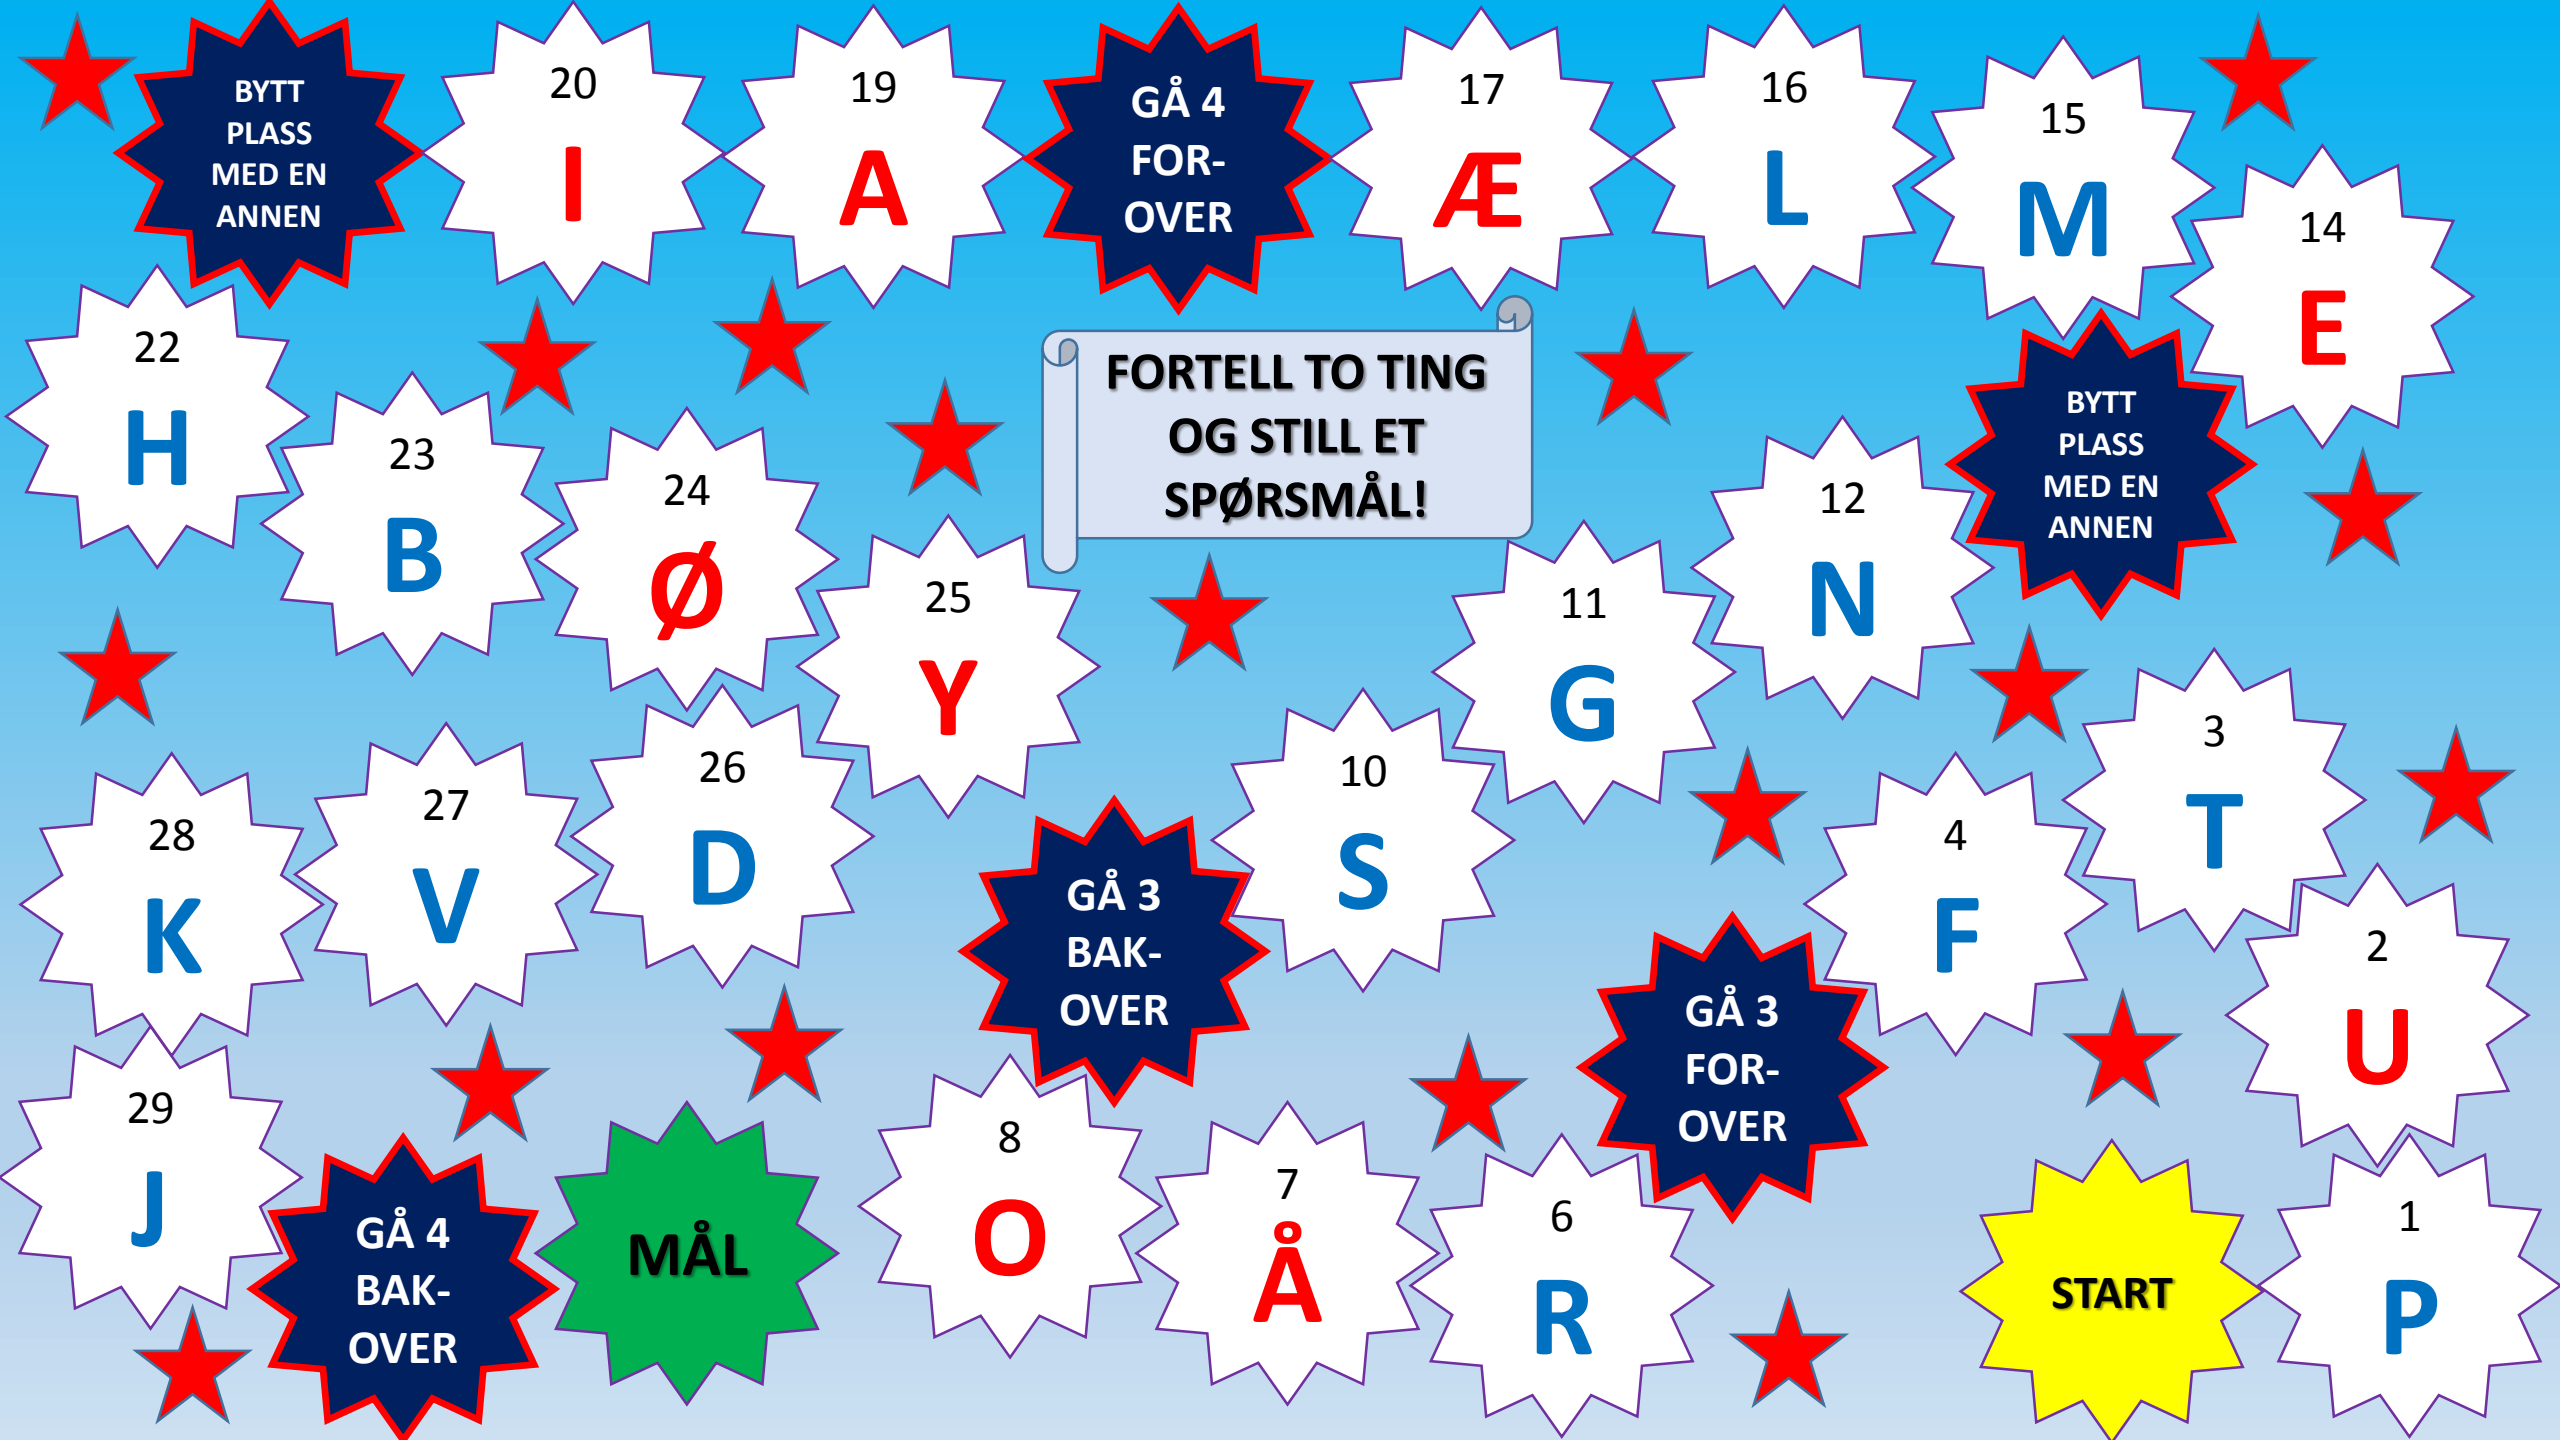 START
1
P
2
U
3
T
4
F
GÅ 3
FOR-
OVER
6
R
7
Å
8
O
GÅ 3
BAK-
OVER
10
S
11
G
12
N
BYTT
PLASS
MED EN
ANNEN
14
E
15
M
16
L
17
Æ
GÅ 4
FOR-
OVER
19
A
20
I
BYTT
PLASS
MED EN
ANNEN
22
H
23
B
24
Ø
25
Y
26
D
27
V
28
K
29
J
GÅ 4
BAK-
OVER
MÅL
FORTELL TO TING
OG STILL ET
SPØRSMÅL!